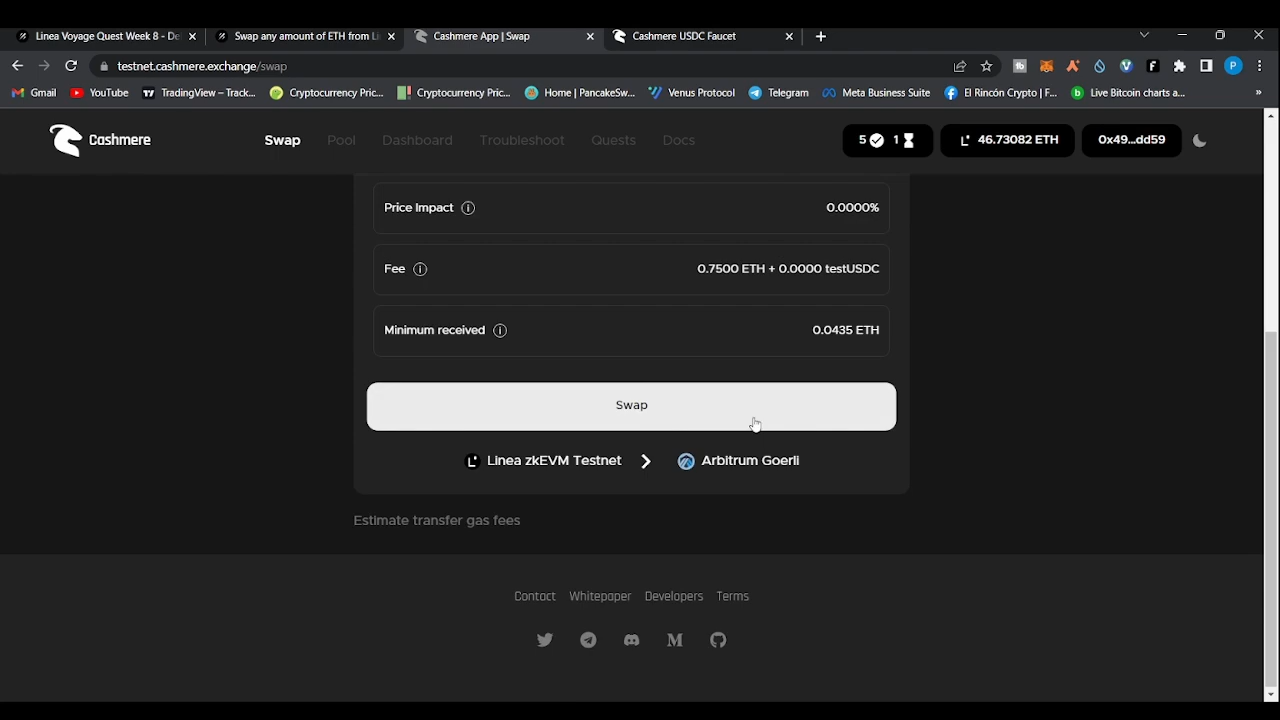 Linea Voyage Quest Week 8 - De
Swap any amount of ETH from Li
Cashmere App | Swap
Cashmere USDC Faucet
testnet.cashmere.exchange/swap
Gmail
YouTube
TradingView – Track...
Cryptocurrency Pric...
Cryptocurrency Pric...
Home | PancakeSw...
Venus Protocol
Telegram
Meta Business Suite
El Rincón Crypto | F...
Live Bitcoin charts a...
»
Cashmere
Swap
Pool
Dashboard
Troubleshoot
Quests
Docs
5 1
46.73082 ETH
0x49...dd59
Price Impact
0.0000%
Fee
0.7500 ETH + 0.0000 testUSDC
Minimum received
0.0435 ETH
Swap
Linea zkEVM Testnet > Arbitrum Goerli
Estimate transfer gas fees
Contact Whitepaper Developers Terms